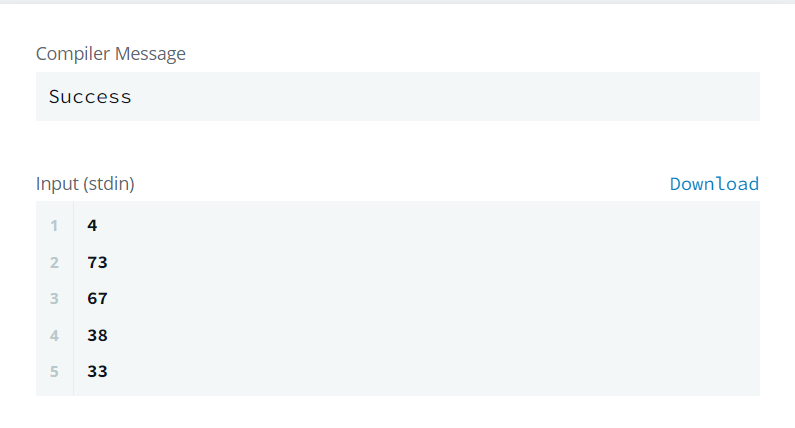 Compiler Message
Success
Input (stdin) Download
1 4
2 73
3 67
4 38
5 33